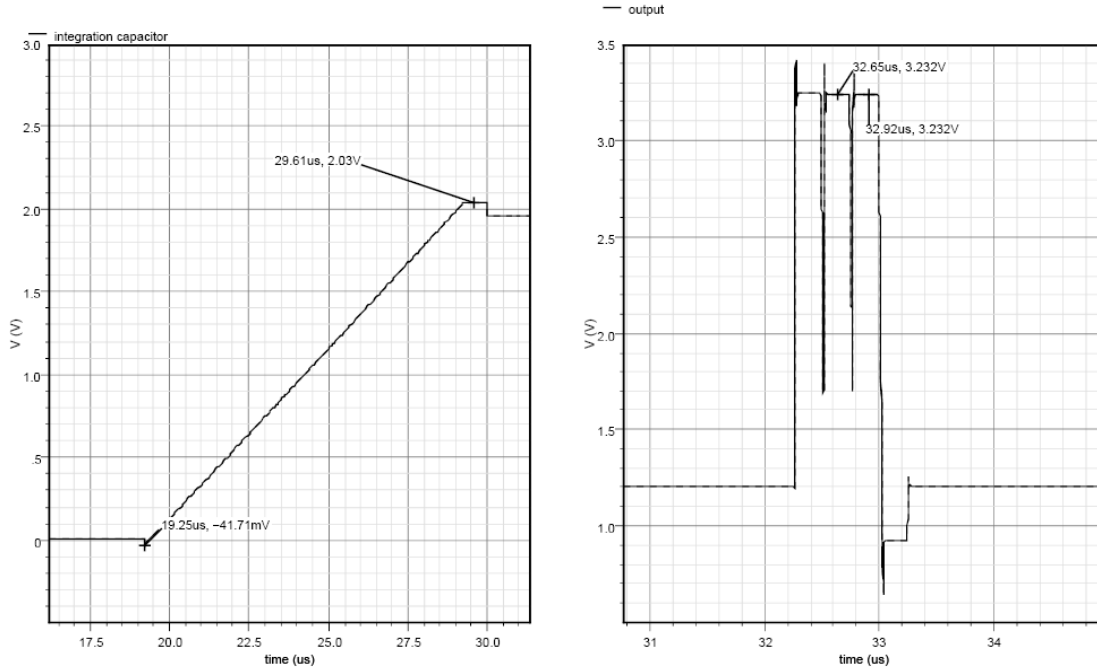 integration capacitor
3.0
2.5
2.0
1.5
1.0
.5
0
V (V)
29.61us, 2.03V
19.25us, −41.71mV
17.5 20.0 22.5 25.0 27.5 30.0
time (us)
output
3.5
3.0
2.5
2.0
1.5
1.0
V (V)
32.65us, 3.232V
32.92us, 3.232V
31 32 33 34
time (us)